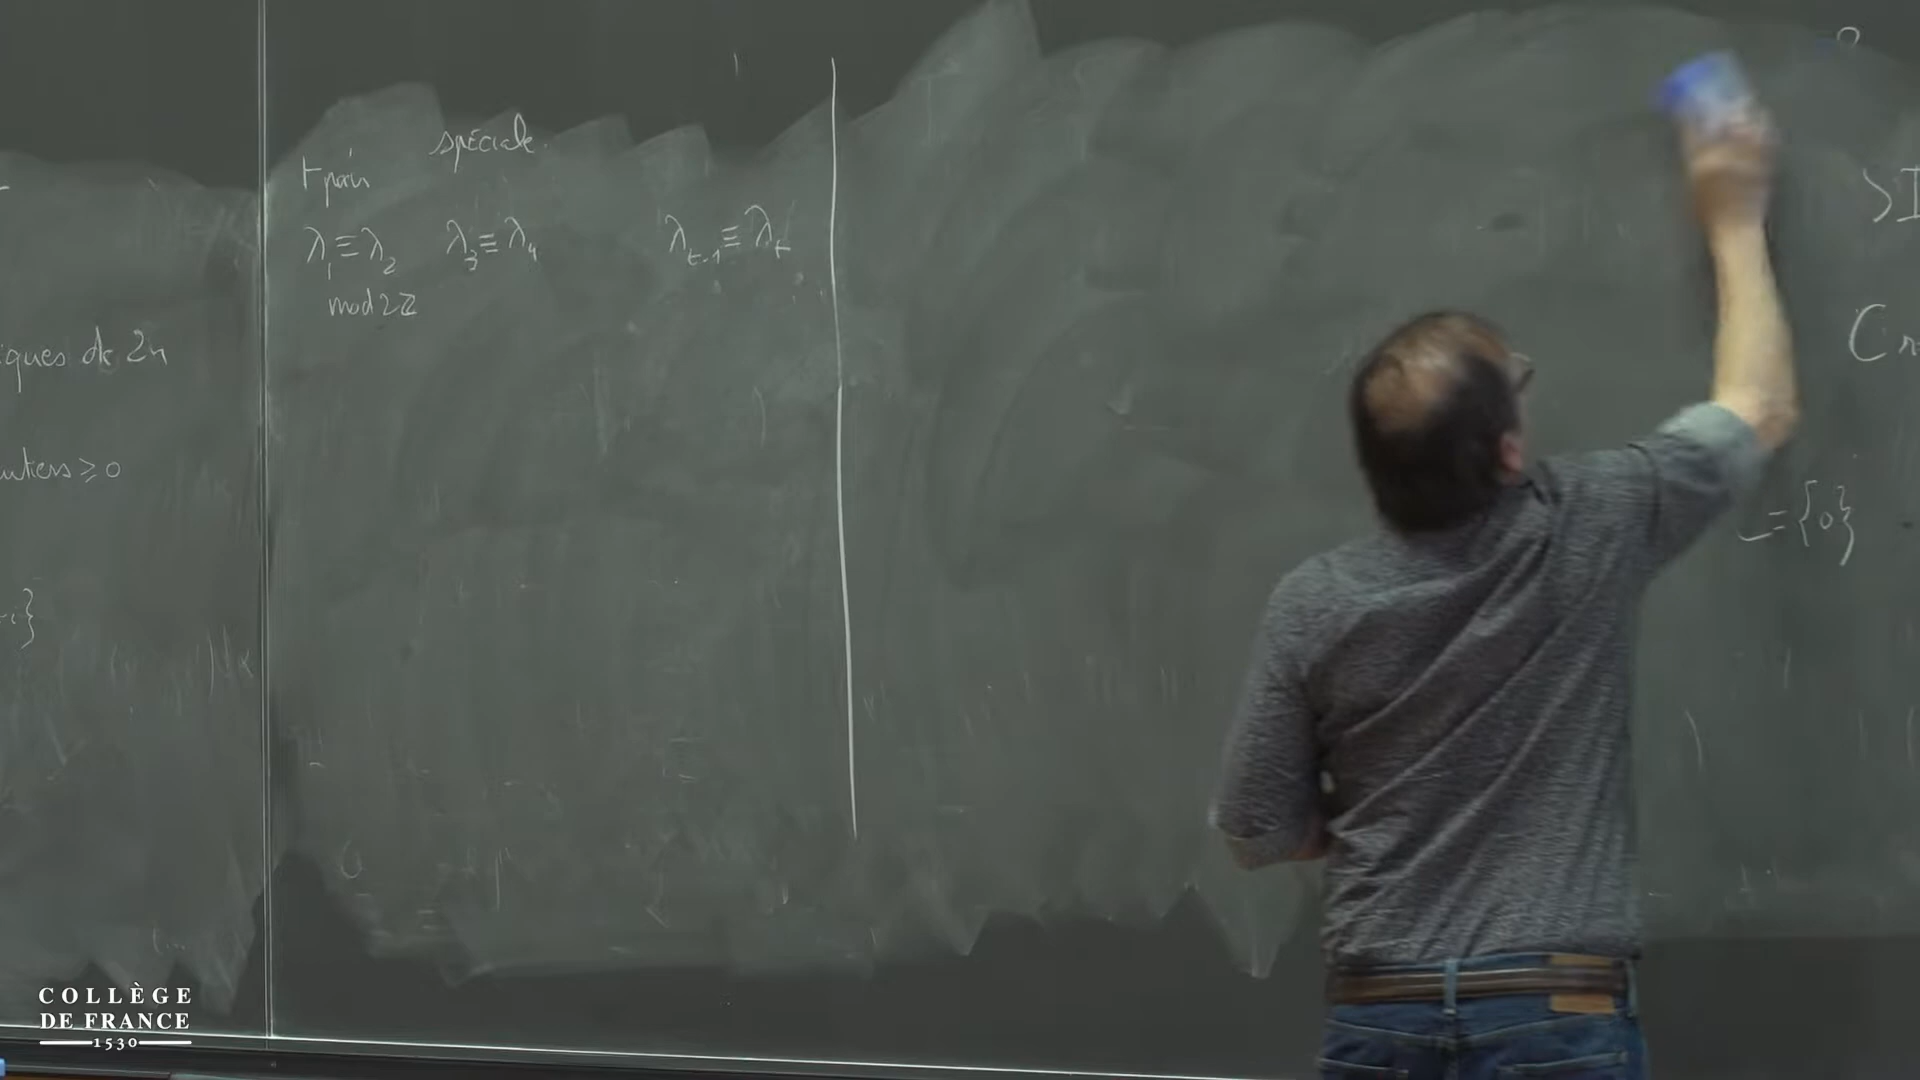 spéciale.
t pair
λ₁≡λ₂ λ₃≡λ₄ λₜ₋₁≡λₜ
mod 2ℤ
iques de 2n
≥ 0
={0}
COLLÈGE
DE FRANCE
1530